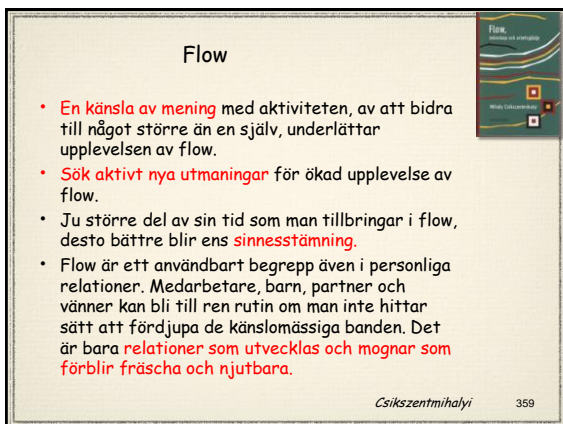 Flow
Flow,
Mihaly Csikszentmihalyi
• En känsla av mening med aktiviteten, av att bidra
till något större än en själv, underlättar
upplevelsen av flow.
• Sök aktivt nya utmaningar för ökad upplevelse av
flow.
• Ju större del av sin tid som man tillbringar i flow,
desto bättre blir ens sinnesstämning.
• Flow är ett användbart begrepp även i personliga
relationer. Medarbetare, barn, partner och
vänner kan bli till ren rutin om man inte hittar
sätt att fördjupa de känslomässiga banden. Det
är bara relationer som utvecklas och mognar som
förblir fräscha och njutbara.
Csikszentmihalyi 359